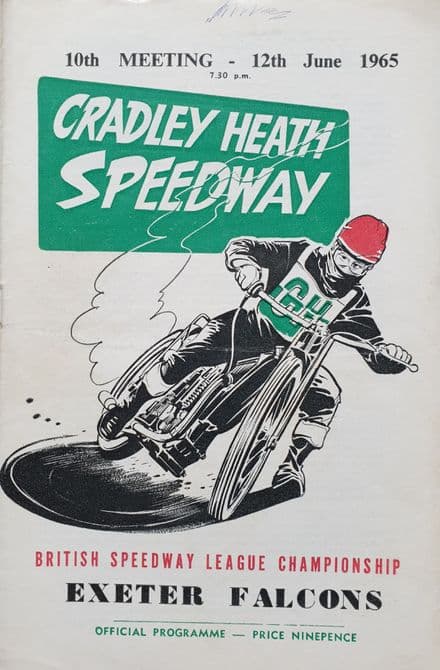 10th MEETING - 12th June 1965
7.30 p.m.
CRADLEY HEATH
SPEEDWAY
CH
BRITISH SPEEDWAY LEAGUE CHAMPIONSHIP
EXETER FALCONS
OFFICIAL PROGRAMME — PRICE NINEPENCE